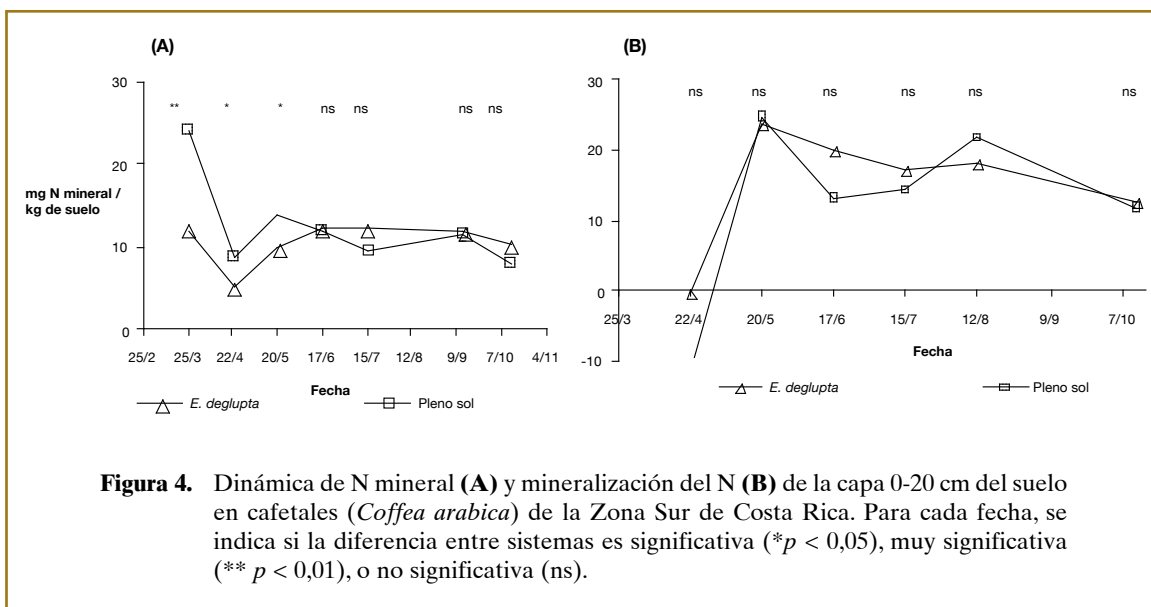 (A)
(B)
30
20
10
0
mg N mineral /
kg de suelo
** * * ns ns ns ns
25/2 25/3 22/4 20/5 17/6 15/7 12/8 9/9 7/10 4/11
Fecha
E. deglupta Pleno sol
30
20
10
0
-10
ns ns ns ns ns ns
25/3 22/4 20/5 17/6 15/7 12/8 9/9 7/10
Fecha
E. deglupta Pleno sol
Figura 4. Dinámica de N mineral (A) y mineralización del N (B) de la capa 0-20 cm del suelo
en cafetales (Coffea arabica) de la Zona Sur de Costa Rica. Para cada fecha, se
indica si la diferencia entre sistemas es significativa (*p < 0,05), muy significativa
(** p < 0,01), o no significativa (ns).